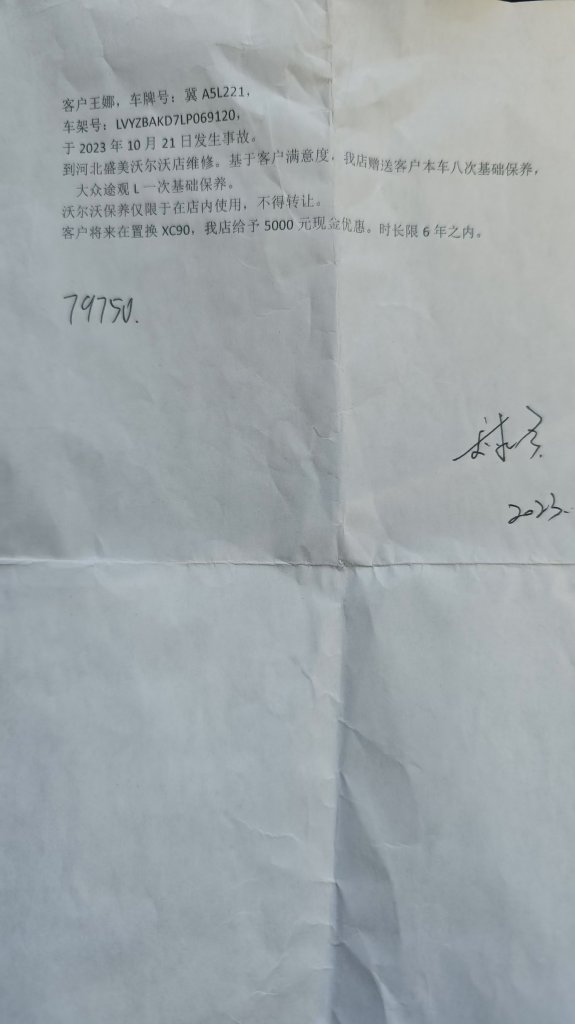 客户王娜，车牌号：冀 A5L221，
车架号：LVYZBAKD7LP069120，
于 2023 年 10 月 21 日发生事故。
到河北盛美沃尔沃店维修。基于客户满意度，我店赠送客户本车八次基础保养，
大众途观 L 一次基础保养。
沃尔沃保养仅限于在店内使用，不得转让。
客户将来在置换 XC90，我店给予 5000 元现金优惠。时长限 6 年之内。
79750.
2023.